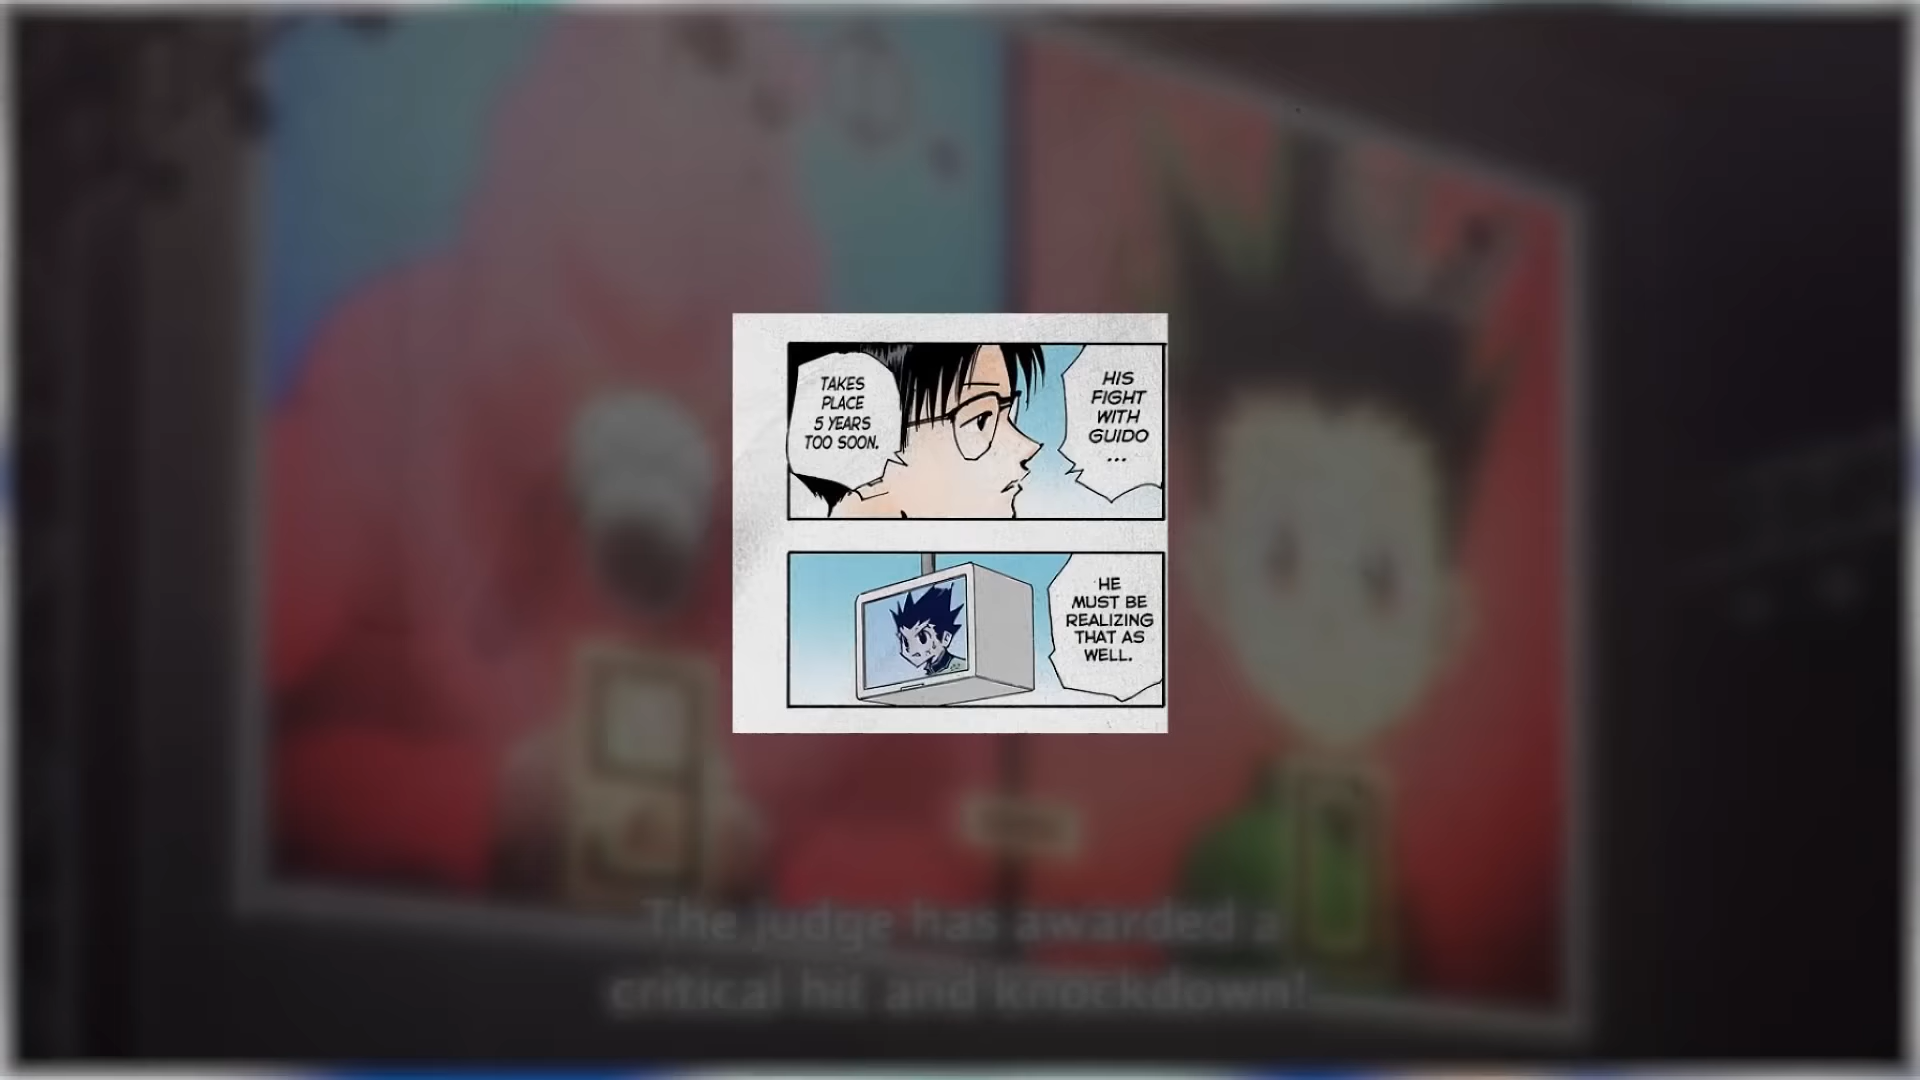 HIS
FIGHT
WITH
GUIDO
...
TAKES
PLACE
5 YEARS
TOO SOON.
HE
MUST BE
REALIZING
THAT AS
WELL.
The judge has awarded a
critical hit and knockdown!